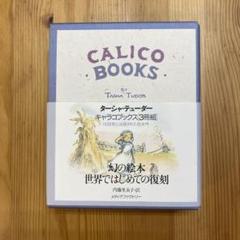 CALICO
BOOKS
Tasha Tudor
ターシャ・テューダー
キャラコブックス3冊組
幻の絵本
世界ではじめての復刻
内藤里永子・訳
メディアファクトリー